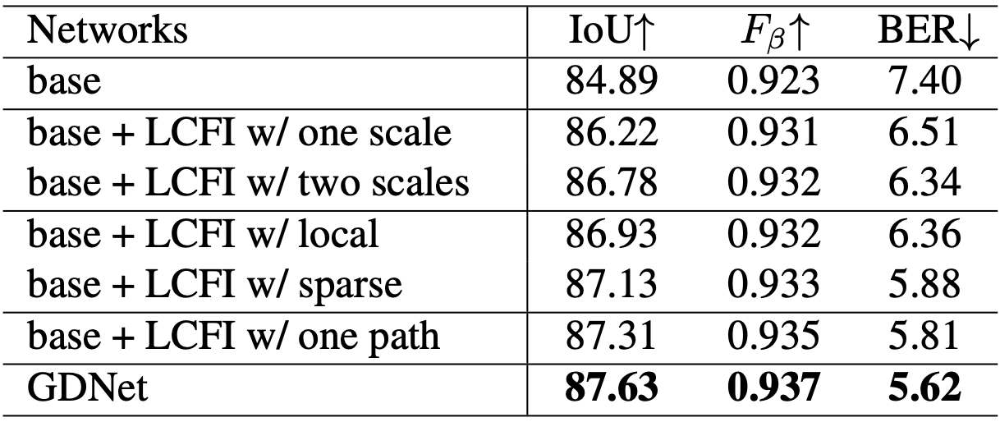 Networks IoU↑ Fβ↑ BER↓
base 84.89 0.923 7.40
base + LCFI w/ one scale 86.22 0.931 6.51
base + LCFI w/ two scales 86.78 0.932 6.34
base + LCFI w/ local 86.93 0.932 6.36
base + LCFI w/ sparse 87.13 0.933 5.88
base + LCFI w/ one path 87.31 0.935 5.81
GDNet 87.63 0.937 5.62